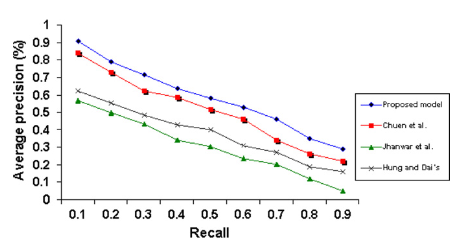 Average precision (%)
1
0.9
0.8
0.7
0.6
0.5
0.4
0.3
0.2
0.1
0
0.1 0.2 0.3 0.4 0.5 0.6 0.7 0.8 0.9
Recall
Proposed model
Chuen et al.
Jhanwar et al.
Hung and Dai's